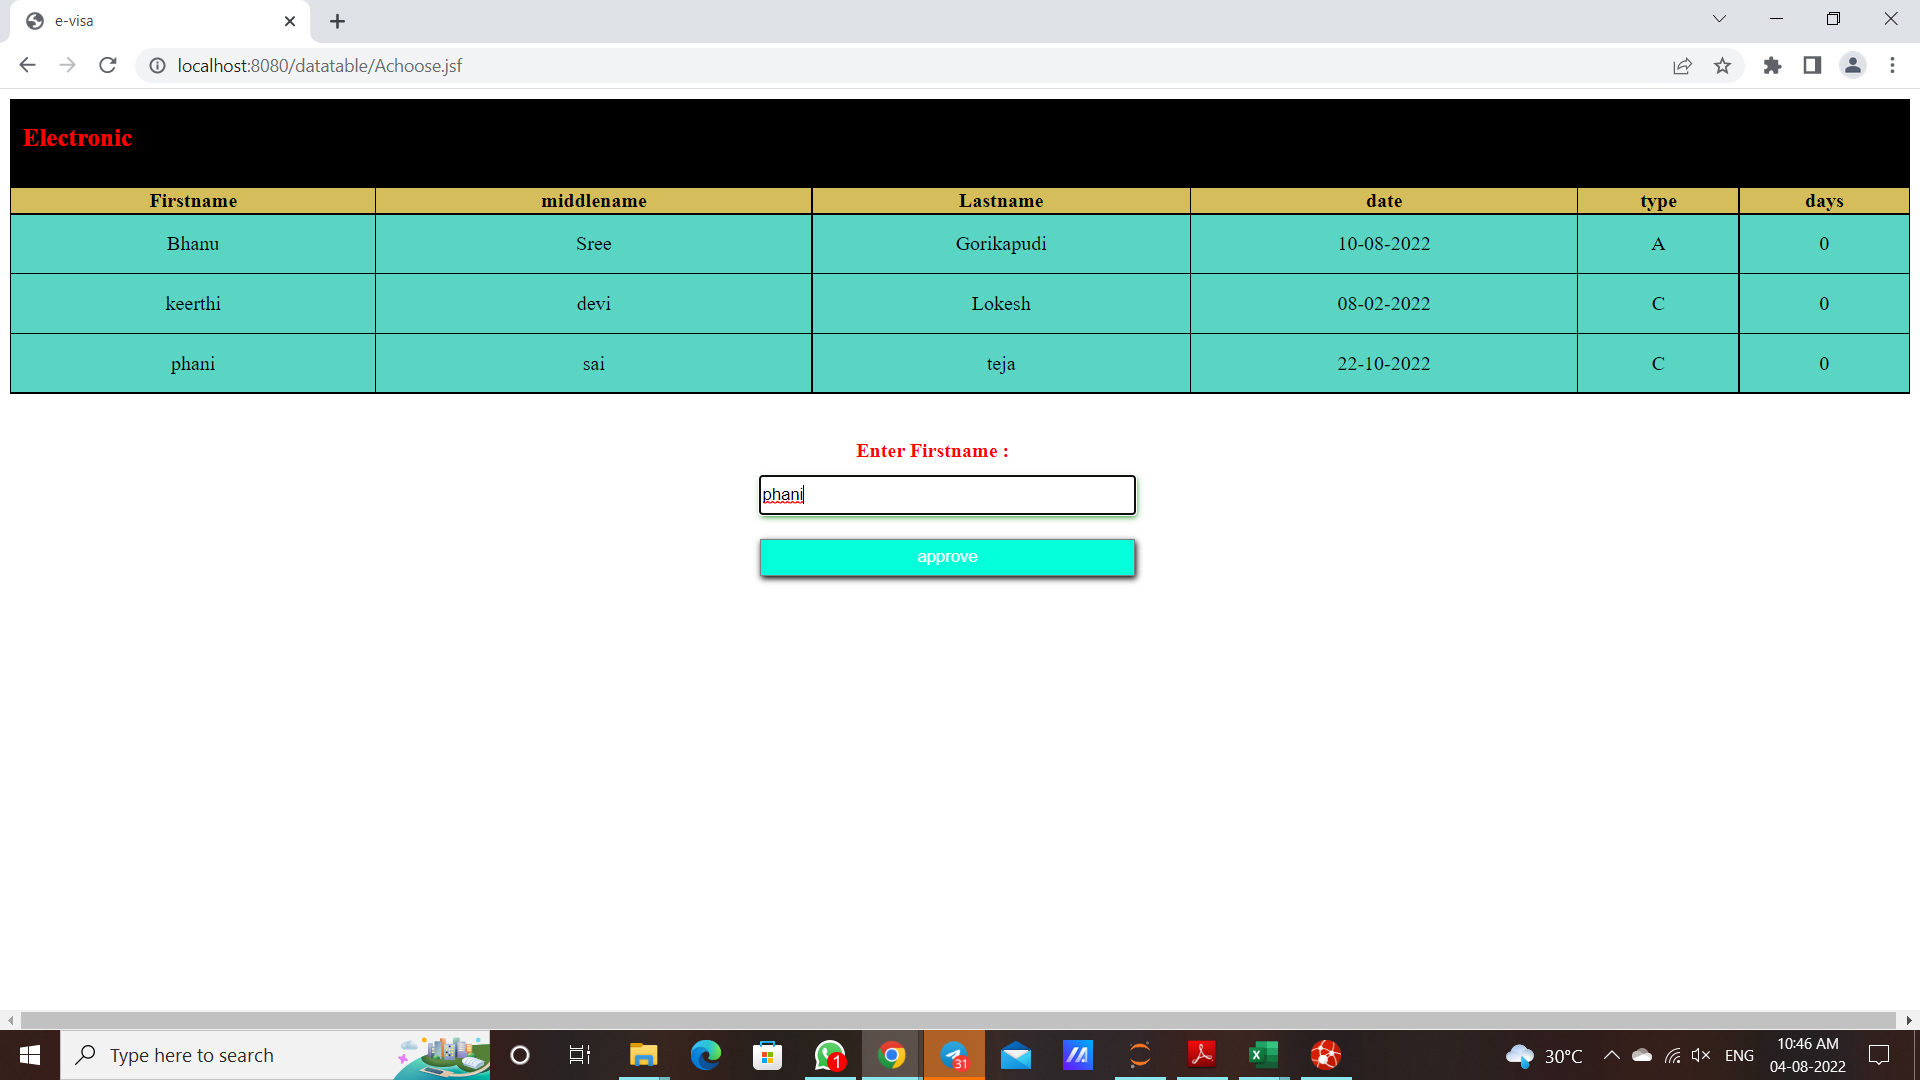 e-visa
localhost:8080/datatable/Achoose.jsf
Electronic
Firstname middlename Lastname date type days
Bhanu Sree Gorikapudi 10-08-2022 A 0
keerthi devi Lokesh 08-02-2022 C 0
phani sai teja 22-10-2022 C 0
Enter Firstname :
phani
approve
Type here to search
1
31
30°C
ENG
10:46 AM
04-08-2022